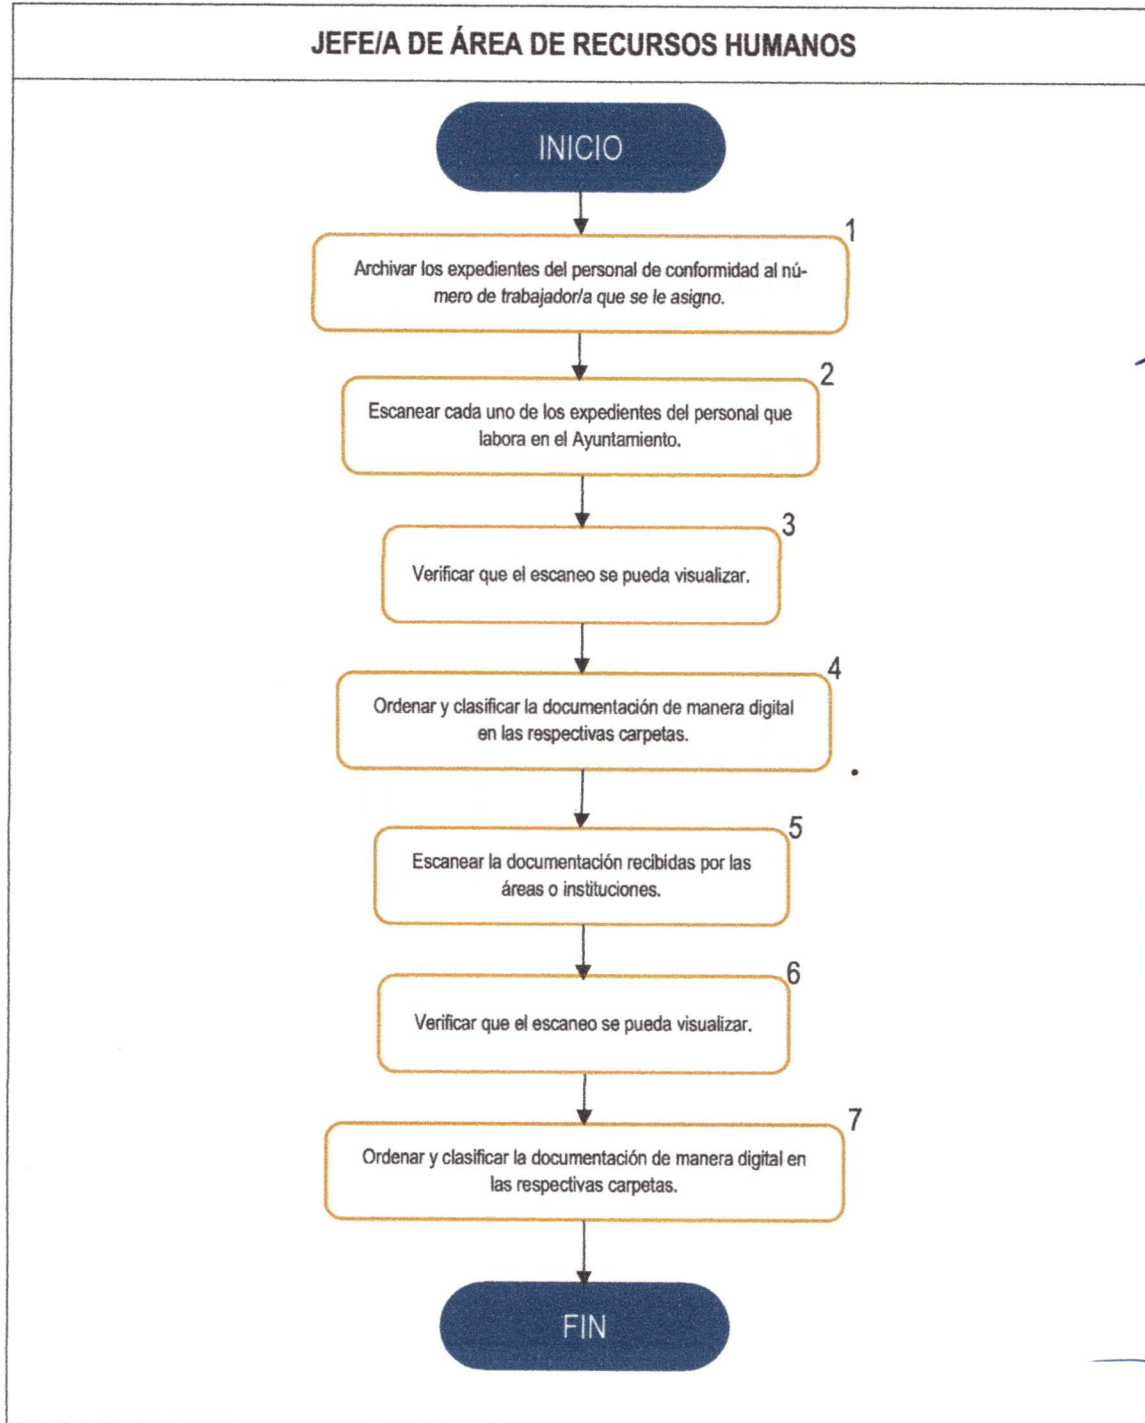 JEFE/A DE ÁREA DE RECURSOS HUMANOS
INICIO
1
Archivar los expedientes del personal de conformidad al nú-
mero de trabajador/a que se le asigno.
2
Escanear cada uno de los expedientes del personal que
labora en el Ayuntamiento.
3
Verificar que el escaneo se pueda visualizar.
4
Ordenar y clasificar la documentación de manera digital
en las respectivas carpetas.
5
Escanear la documentación recibidas por las
áreas o instituciones.
6
Verificar que el escaneo se pueda visualizar.
7
Ordenar y clasificar la documentación de manera digital en
las respectivas carpetas.
FIN